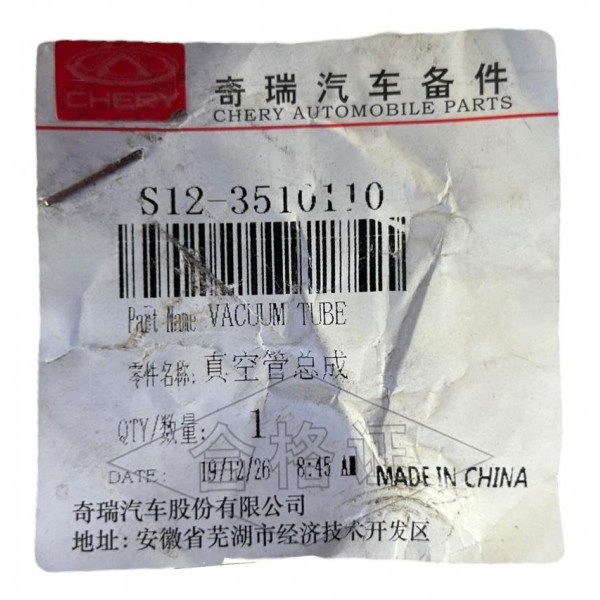 CHERY
奇瑞汽车备件
CHERY AUTOMOBILE PARTS
S12-3510110
Part Name VACUUM TUBE
零件名称: 真空管总成
QTY/数量: 1
合格证
DATE: 19/12/26 8:45 A
MADE IN CHINA
奇瑞汽车股份有限公司
地址: 安徽省芜湖市经济技术开发区